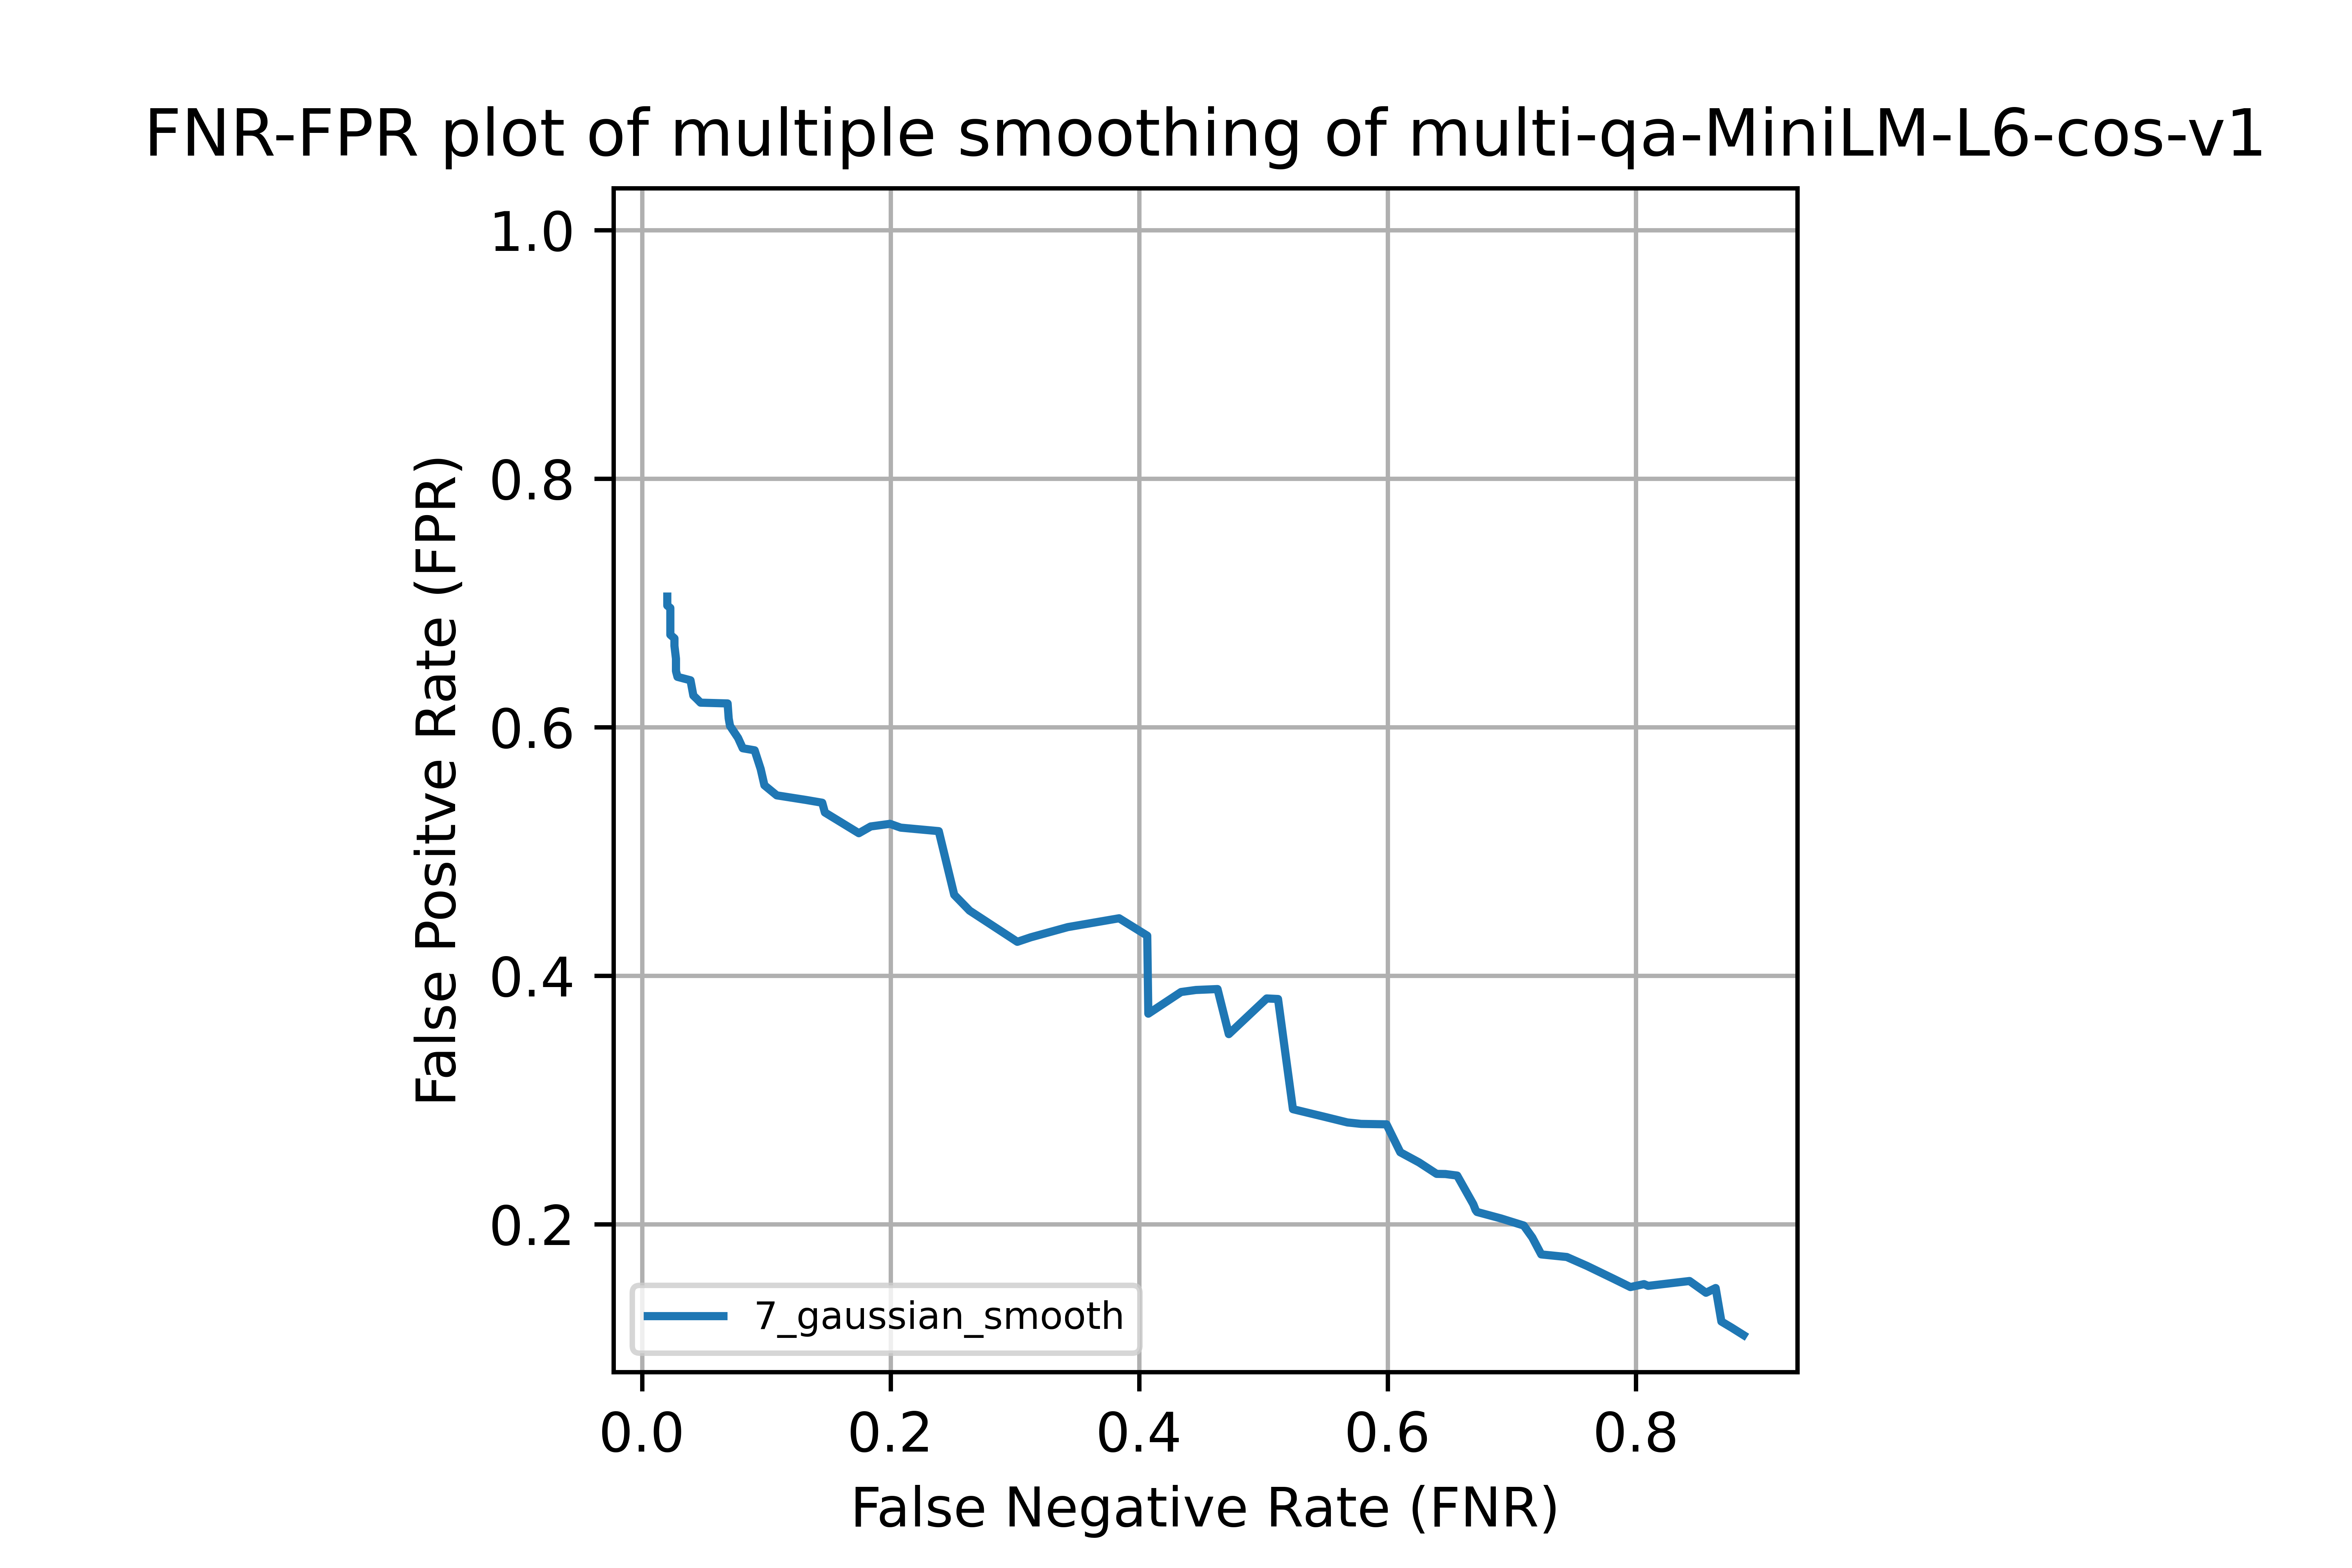 FNR-FPR plot of multiple smoothing of multi-qa-MiniLM-L6-cos-v1
False Positve Rate (FPR)
1.0
0.8
0.6
0.4
0.2
7_gaussian_smooth
0.0 0.2 0.4 0.6 0.8
False Negative Rate (FNR)